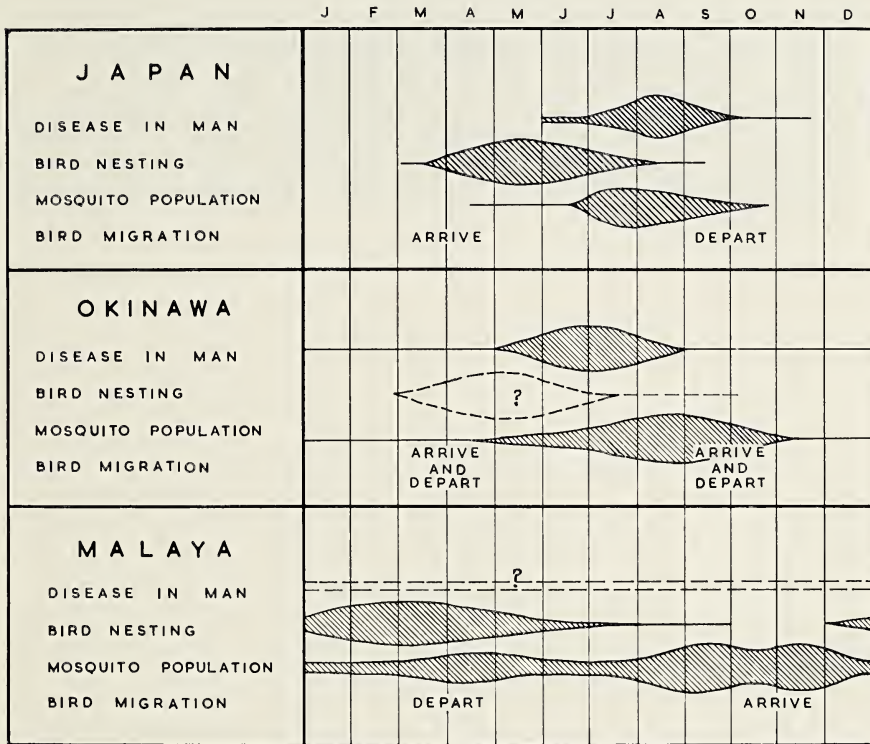 J F M A M J J A S O N D
JAPAN
DISEASE IN MAN
BIRD NESTING
MOSQUITO POPULATION
BIRD MIGRATION
ARRIVE DEPART
OKINAWA
DISEASE IN MAN
BIRD NESTING
?
MOSQUITO POPULATION
BIRD MIGRATION
ARRIVE
AND
DEPART
ARRIVE
AND
DEPART
MALAYA
?
DISEASE IN MAN
BIRD NESTING
MOSQUITO POPULATION
BIRD MIGRATION
DEPART ARRIVE